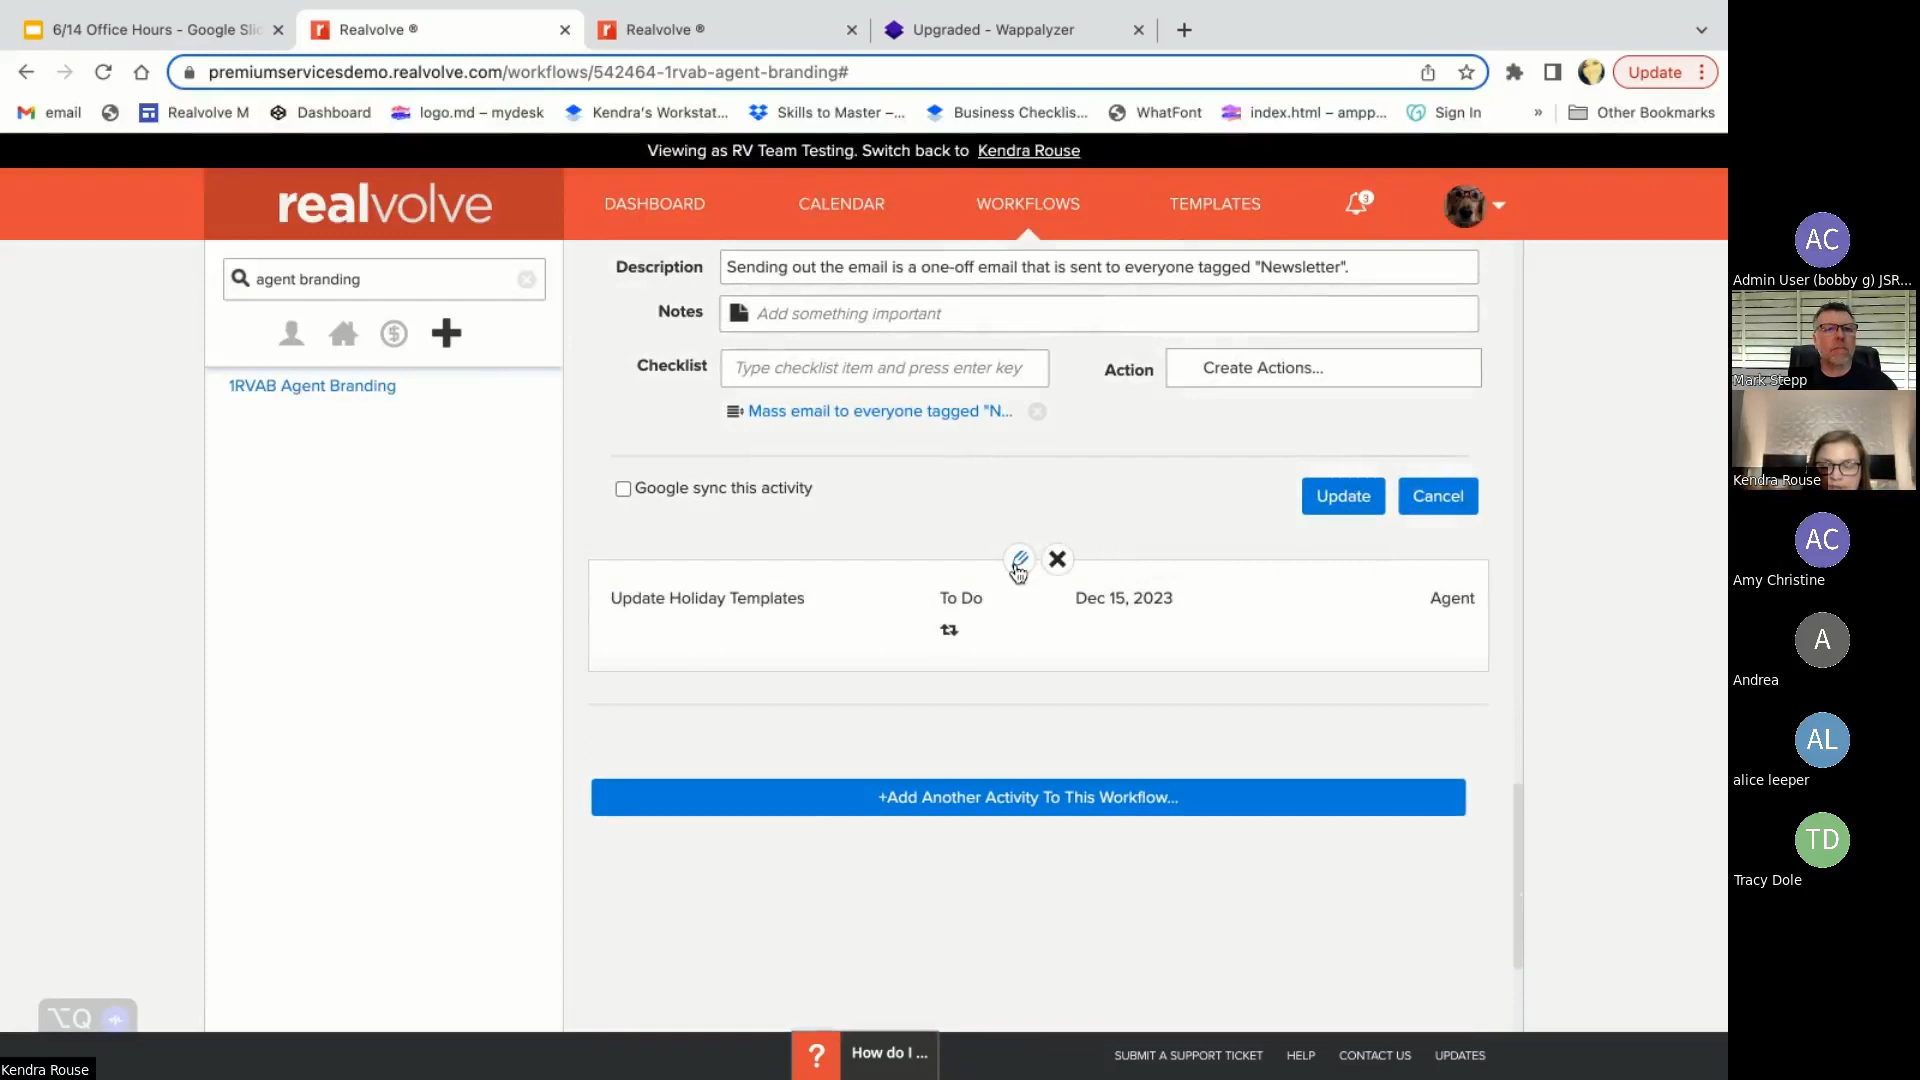 6/14 Office Hours - Google Slid
Realvolve ®
Realvolve ®
Upgraded - Wappalyzer
premiumservicesdemo.realvolve.com/workflows/542464-1rvab-agent-branding#
Update
email
Realvolve M
Dashboard
logo.md – mydesk
Kendra's Workstat...
Skills to Master –...
Business Checklis...
WhatFont
index.html – ampp...
Sign In
»
Other Bookmarks
Viewing as RV Team Testing. Switch back to Kendra Rouse
realvolve
DASHBOARD
CALENDAR
WORKFLOWS
TEMPLATES
3
agent branding
1RVAB Agent Branding
Description
Sending out the email is a one-off email that is sent to everyone tagged "Newsletter".
Notes
Add something important
Checklist
Type checklist item and press enter key
Action
Create Actions...
Mass email to everyone tagged "N...
Google sync this activity
Update
Cancel
Update Holiday Templates
To Do
Dec 15, 2023
Agent
+Add Another Activity To This Workflow...
⌥Q
?
How do I ...
SUBMIT A SUPPORT TICKET
HELP
CONTACT US
UPDATES
Kendra Rouse
AC
Admin User (bobby g) JSR...
Mark Stepp
Kendra Rouse
AC
Amy Christine
A
Andrea
AL
alice leeper
TD
Tracy Dole